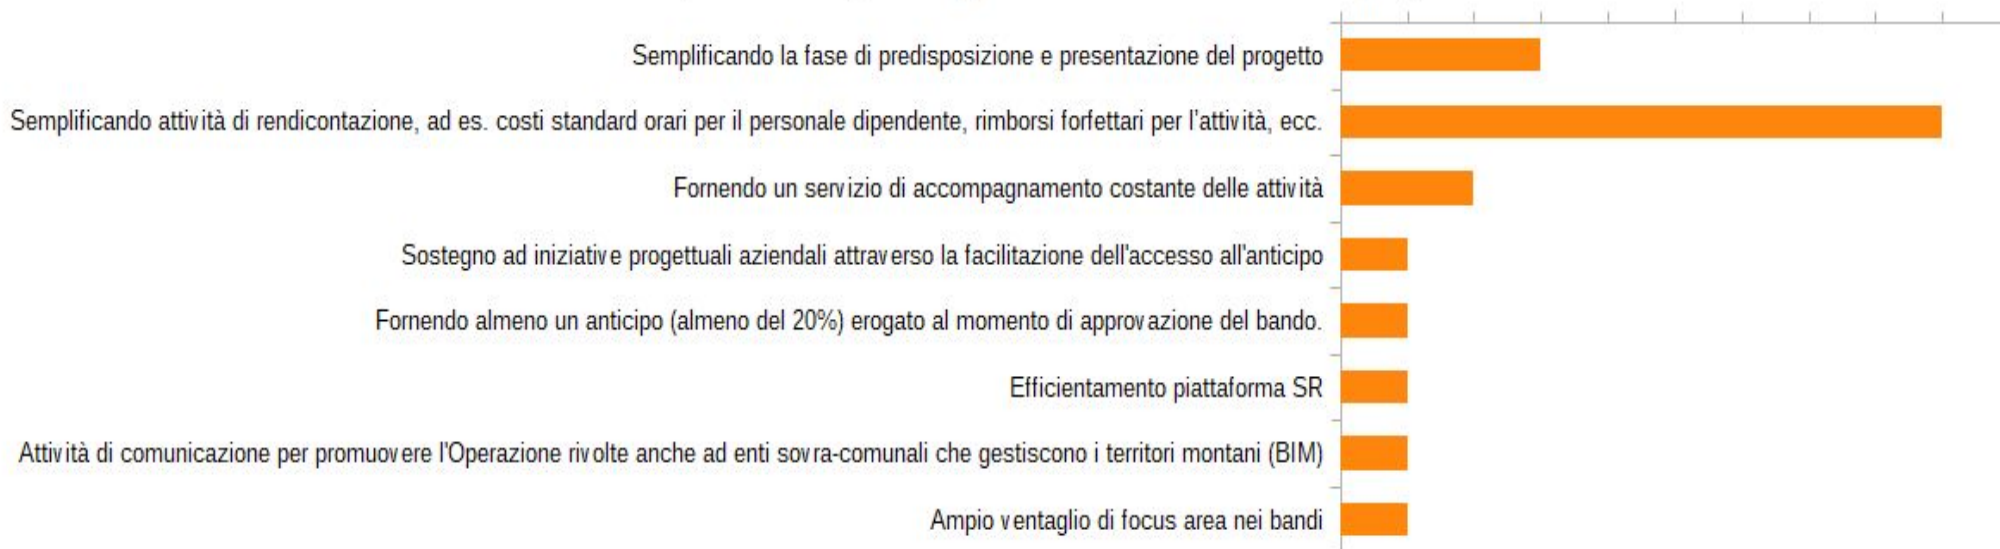 Semplificando la fase di predisposizione e presentazione del progetto
Semplificando attività di rendicontazione, ad es. costi standard orari per il personale dipendente, rimborsi forfettari per l'attività, ecc.
Fornendo un servizio di accompagnamento costante delle attività
Sostegno ad iniziative progettuali aziendali attraverso la facilitazione dell'accesso all'anticipo
Fornendo almeno un anticipo (almeno del 20%) erogato al momento di approvazione del bando.
Efficientamento piattaforma SR
Attività di comunicazione per promuovere l'Operazione rivolte anche ad enti sovra-comunali che gestiscono i territori montani (BIM)
Ampio ventaglio di focus area nei bandi